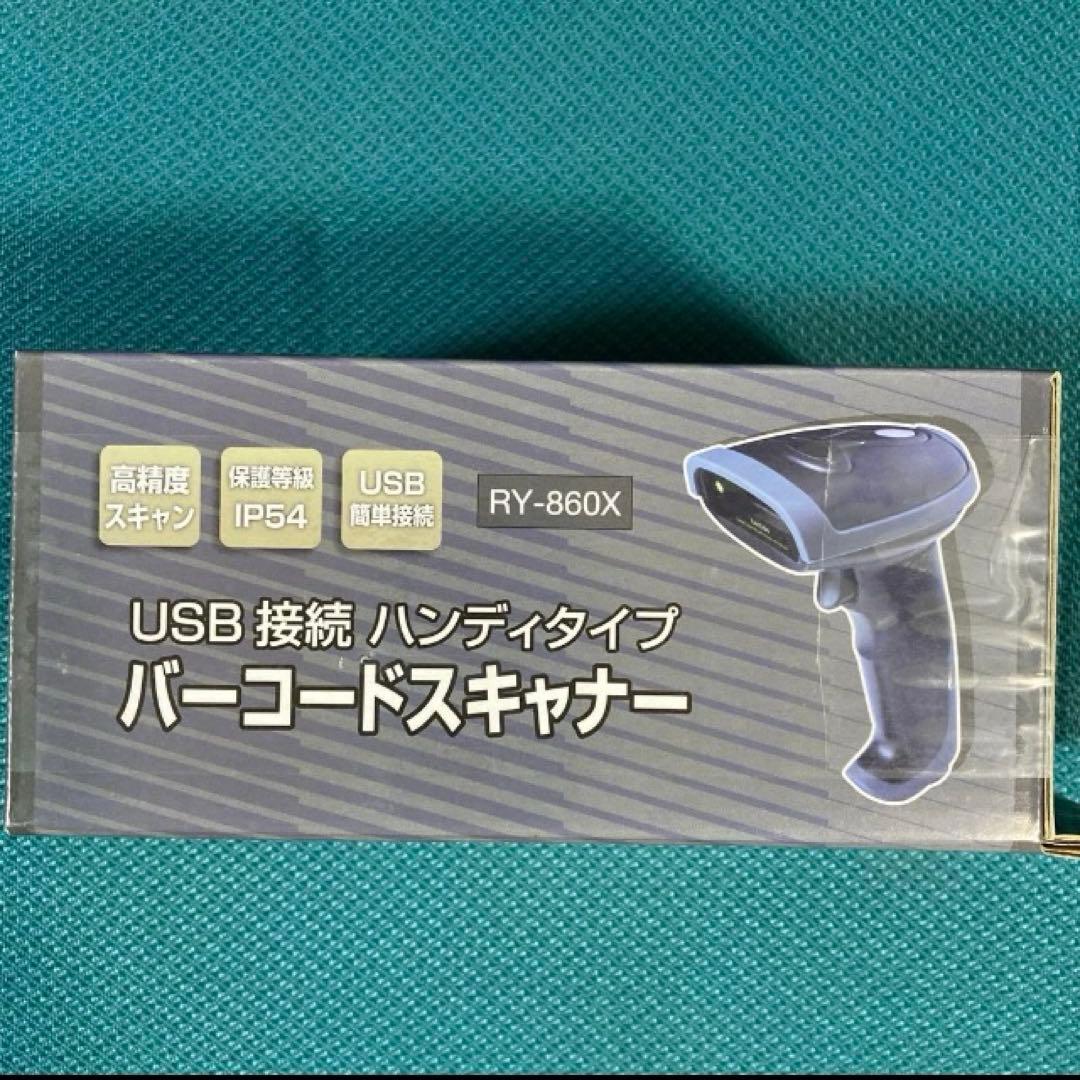 高精度
スキャン
保護等級
IP54
USB
簡単接続
RY-860X
USB 接続 ハンディタイプ
バーコードスキャナー